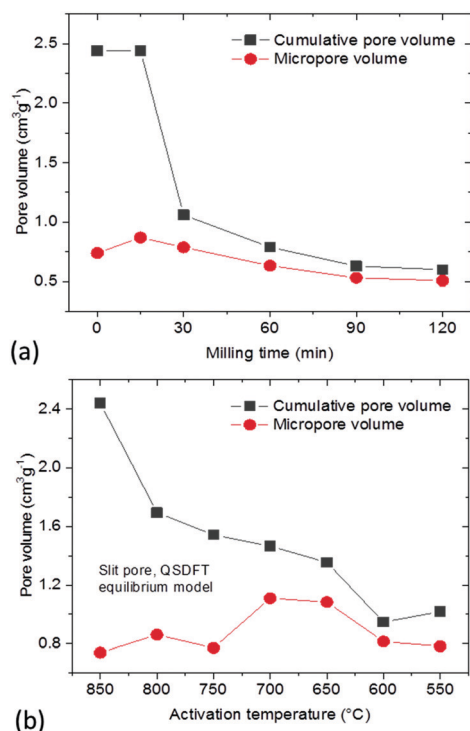 2.5
2.0
1.5
1.0
0.5
Pore volume (cm³g⁻¹)
Cumulative pore volume
Micropore volume
0 15 30 60 90 120
Milling time (min)
(a)
2.4
2.0
1.6
1.2
0.8
Pore volume (cm³g⁻¹)
Cumulative pore volume
Micropore volume
Slit pore, QSDFT
equilibrium model
850 800 750 700 650 600 550
Activation temperature (°C)
(b)